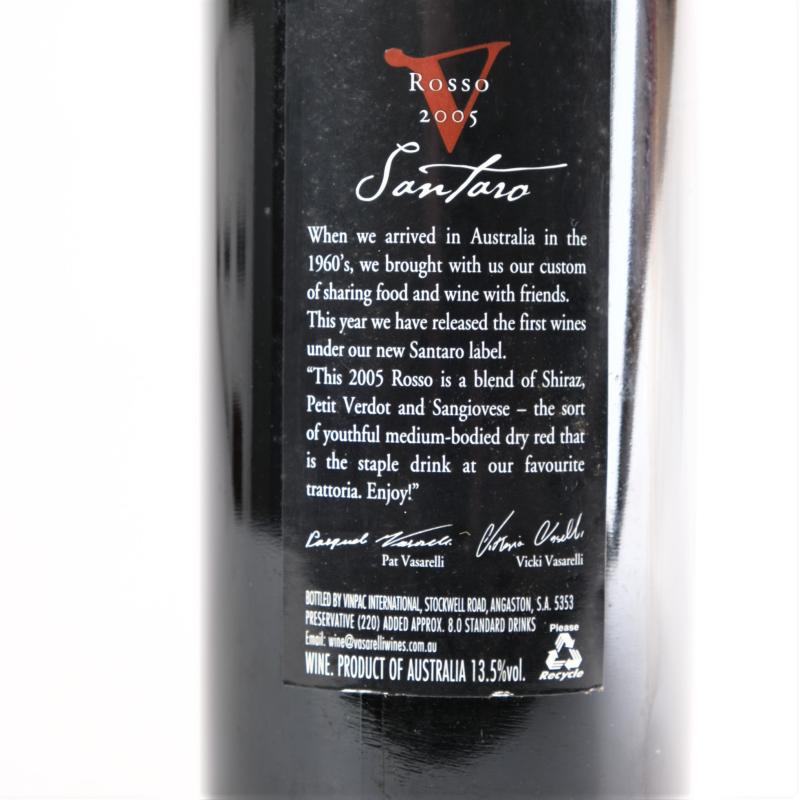 V
Rosso
2005
Santaro
When we arrived in Australia in the
1960's, we brought with us our custom
of sharing food and wine with friends.
This year we have released the first wines
under our new Santaro label.
“This 2005 Rosso is a blend of Shiraz,
Petit Verdot and Sangiovese – the sort
of youthful medium-bodied dry red that
is the staple drink at our favourite
trattoria. Enjoy!”
Pasquale Vasarelli Vittoria Vasarelli
Pat Vasarelli Vicki Vasarelli
BOTTLED BY VINPAC INTERNATIONAL, STOCKWELL ROAD, ANGASTON, S.A. 5353
PRESERVATIVE (220) ADDED APPROX. 8.0 STANDARD DRINKS
Email: wine@vasarelliwines.com.au
WINE. PRODUCT OF AUSTRALIA 13.5%vol.
Please
Recycle